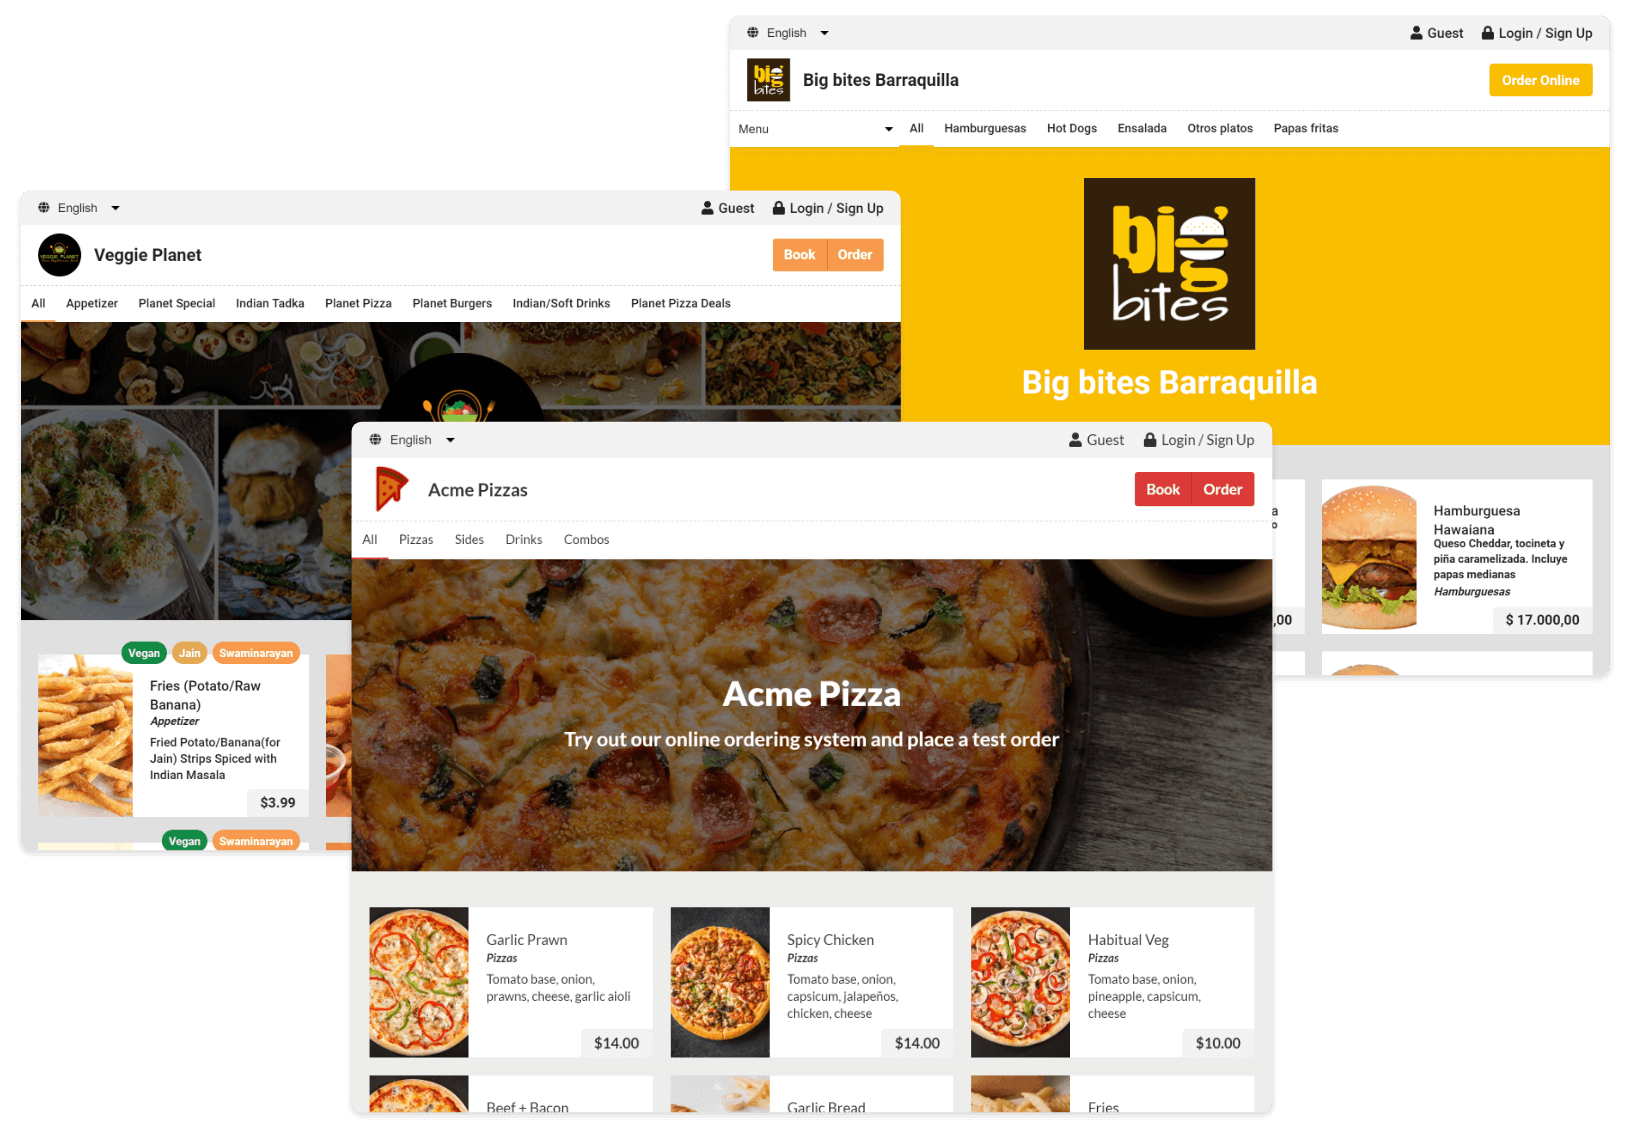 English
Guest
Login / Sign Up
big bites
Big bites Barraquilla
Order Online
Menu
All
Hamburguesas
Hot Dogs
Ensalada
Otros platos
Papas fritas
big
bites
Big bites Barraquilla
Hamburguesa
Hawaiana
Queso Cheddar, tocineta y
piña caramelizada. Incluye
papas medianas
Hamburguesas
$ 17.000,00
,00
English
Guest
Login / Sign Up
VEGGIE PLANET
Veggie Planet
Book
Order
All
Appetizer
Planet Special
Indian Tadka
Planet Pizza
Planet Burgers
Indian/Soft Drinks
Planet Pizza Deals
Vegan
Jain
Swaminarayan
Fries (Potato/Raw
Banana)
Appetizer
Fried Potato/Banana(for
Jain) Strips Spiced with
Indian Masala
$3.99
Vegan
Swaminarayan
English
Guest
Login / Sign Up
Acme Pizzas
Book
Order
All
Pizzas
Sides
Drinks
Combos
Acme Pizza
Try out our online ordering system and place a test order
Garlic Prawn
Pizzas
Tomato base, onion,
prawns, cheese, garlic aioli
$14.00
Spicy Chicken
Pizzas
Tomato base, onion,
capsicum, jalapeños,
chicken, cheese
$14.00
Habitual Veg
Pizzas
Tomato base, onion,
pineapple, capsicum,
cheese
$10.00
Beef + Bacon
Garlic Bread
Fries